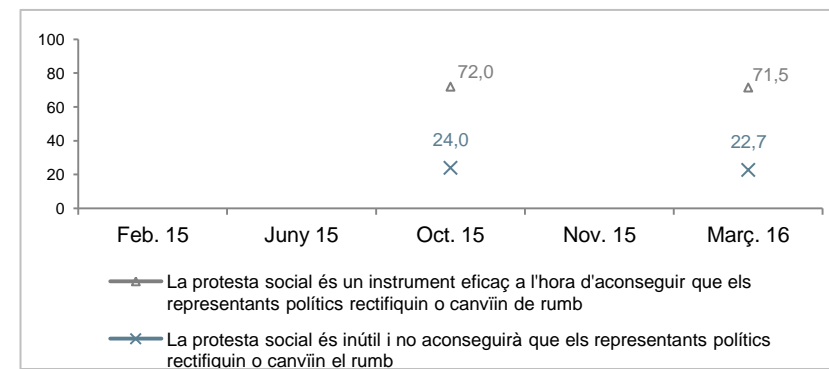 100
80
60
40
20
0
72,0
71,5
24,0
22,7
Feb. 15 Juny 15 Oct. 15 Nov. 15 Març. 16
La protesta social és un instrument eficaç a l'hora d'aconseguir que els
representants polítics rectifiquin o canvïin de rumb
La protesta social és inútil i no aconseguirà que els representants polítics
rectifiquin o canvïin el rumb